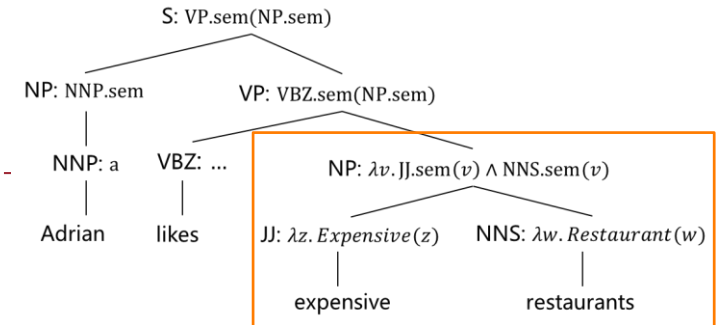 S: VP.sem(NP.sem)
NP: NNP.sem VP: VBZ.sem(NP.sem)
NNP: a VBZ: ... NP: λv.JJ.sem(v) ∧ NNS.sem(v)
Adrian likes JJ: λz.Expensive(z) NNS: λw.Restaurant(w)
expensive restaurants